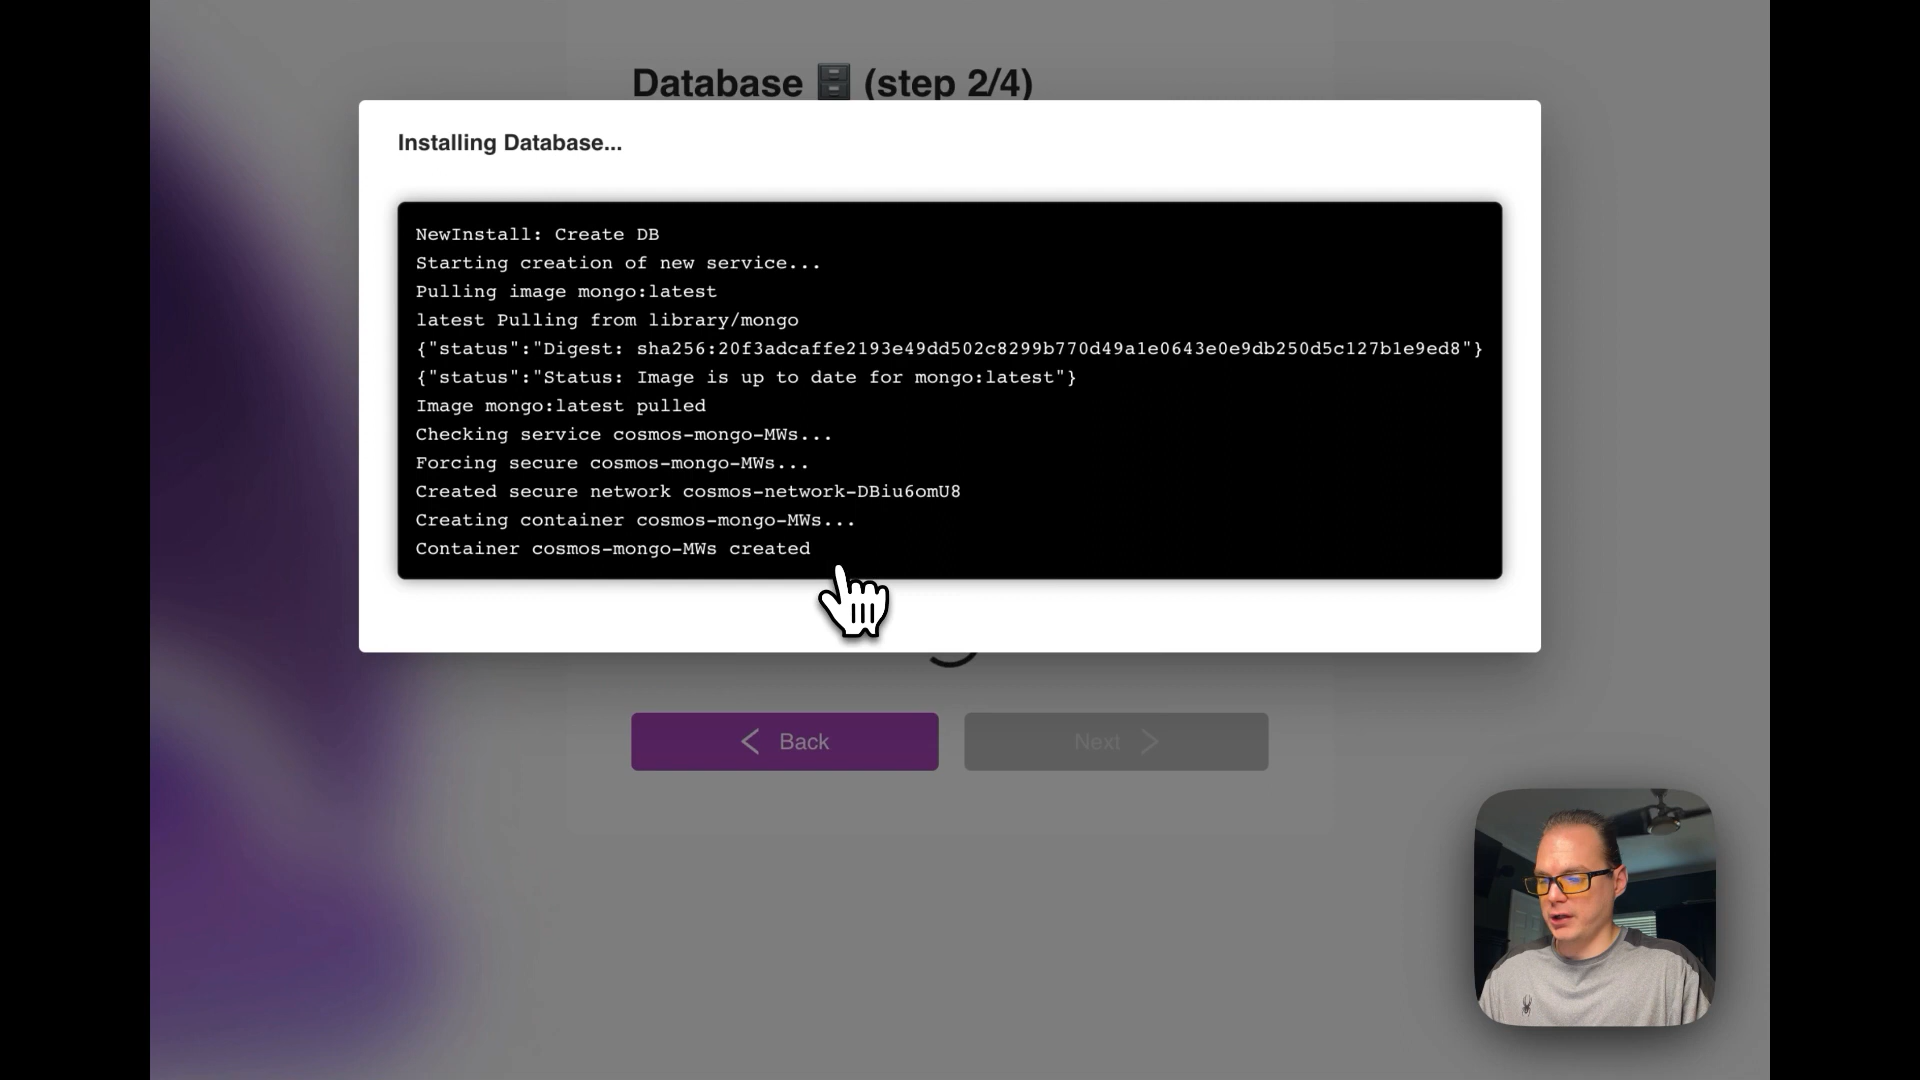 Database (step 2/4)
Installing Database...
NewInstall: Create DB
Starting creation of new service...
Pulling image mongo:latest
latest Pulling from library/mongo
{"status":"Digest: sha256:20f3adcaffe2193e49dd502c8299b770d49a1e0643e0e9db250d5c127b1e9ed8"}
{"status":"Status: Image is up to date for mongo:latest"}
Image mongo:latest pulled
Checking service cosmos-mongo-MWs...
Forcing secure cosmos-mongo-MWs...
Created secure network cosmos-network-DBiu6omU8
Creating container cosmos-mongo-MWs...
Container cosmos-mongo-MWs created
Back
Next